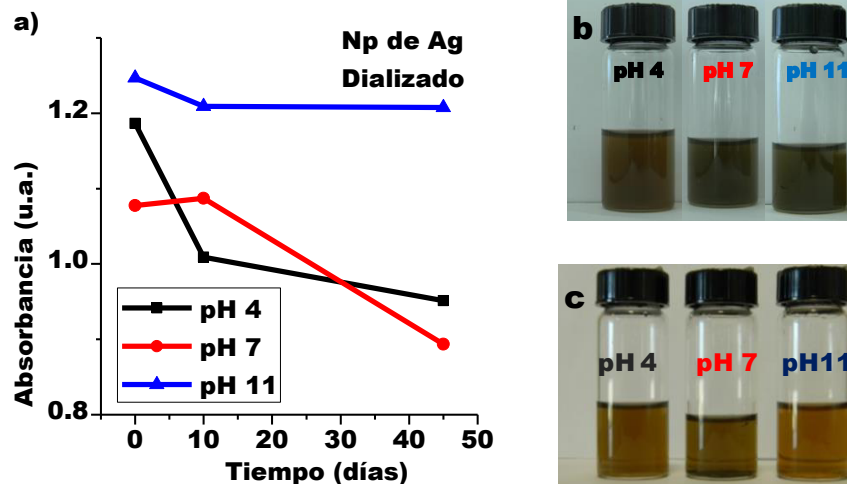 a)
Np de Ag
Dializado
Absorbancia (u.a.)
1.2
1.0
0.8
pH 4
pH 7
pH 11
0
10
20
30
40
50
Tiempo (días)
b
pH 4
pH 7
pH 11
c
pH 4
pH 7
pH11